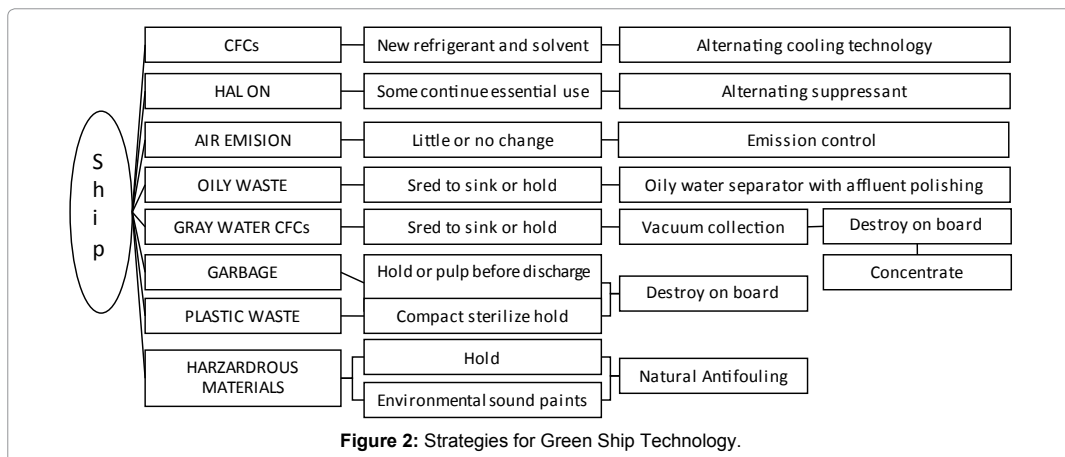 Ship
CFCs New refrigerant and solvent Alternating cooling technology
HAL ON Some continue essential use Alternating suppressant
AIR EMISION Little or no change Emission control
OILY WASTE Sred to sink or hold Oily water separator with affluent polishing
GRAY WATER CFCs Sred to sink or hold Vacuum collection Destroy on board
Concentrate
GARBAGE Hold or pulp before discharge
Destroy on board
PLASTIC WASTE Compact sterilize hold
HARZARDROUS
MATERIALS
Hold
Environmental sound paints
Natural Antifouling
Figure 2: Strategies for Green Ship Technology.